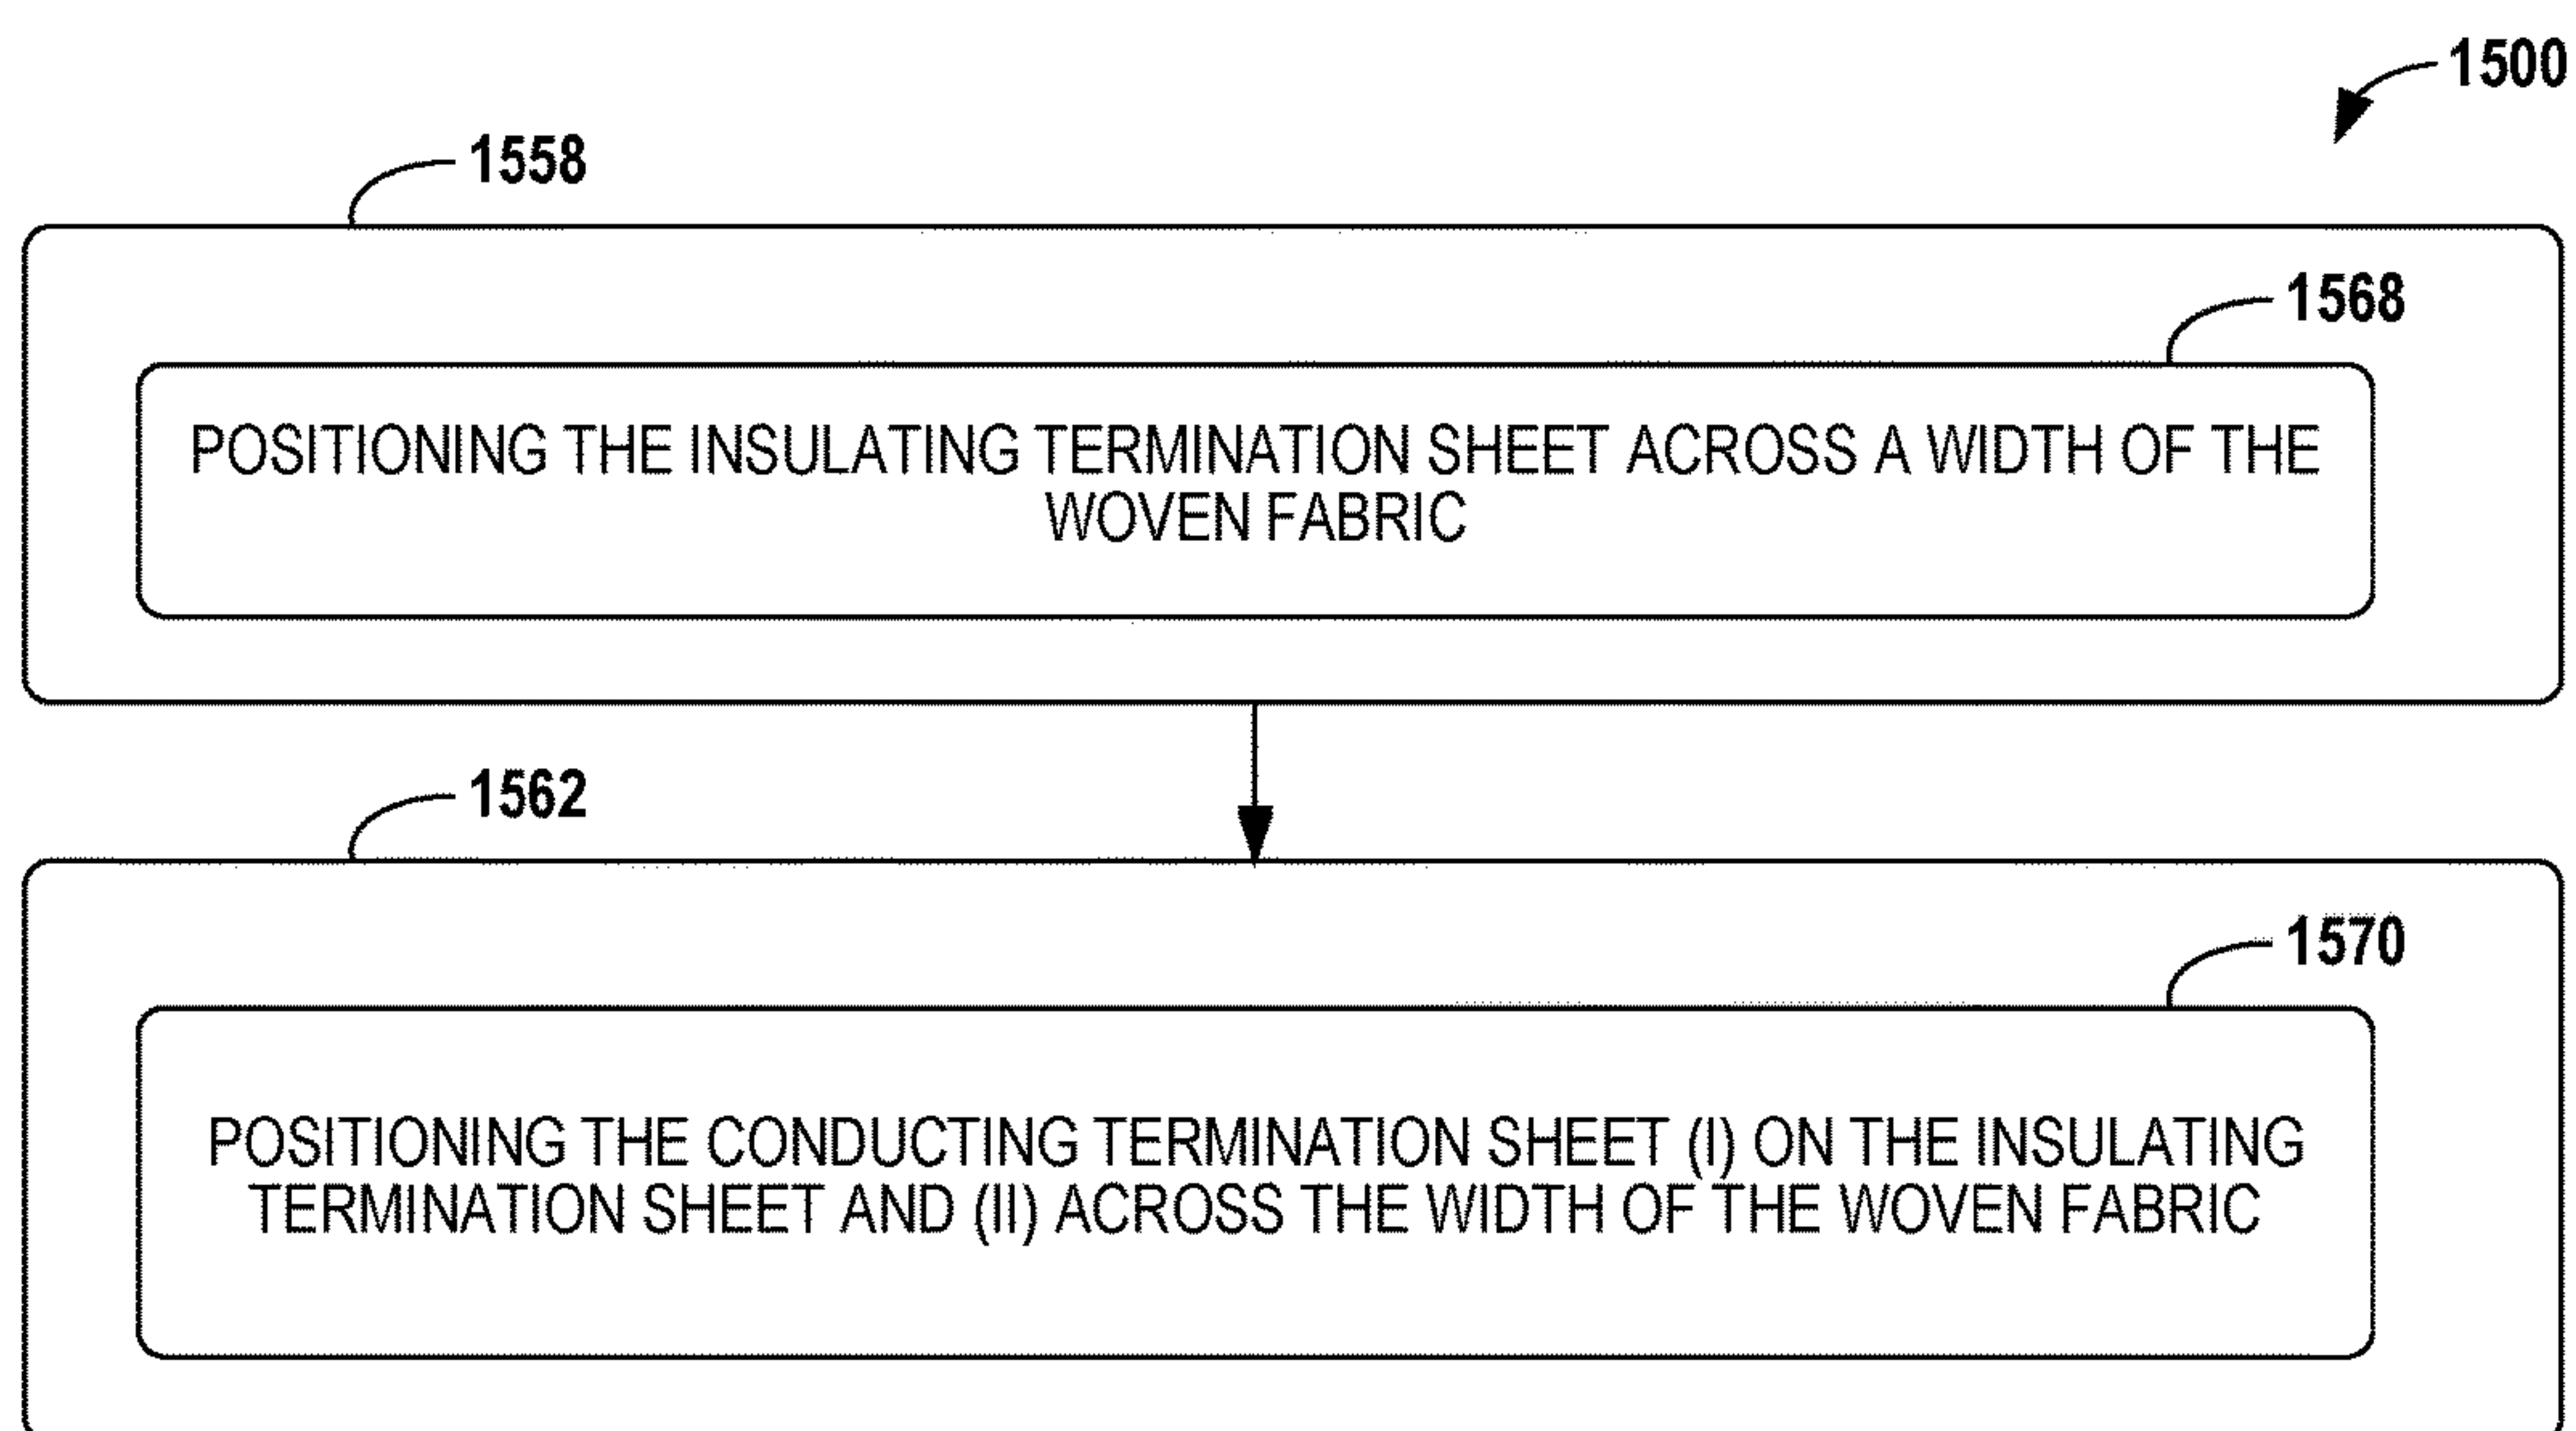 1500
1558
1568
POSITIONING THE INSULATING TERMINATION SHEET ACROSS A WIDTH OF THE
WOVEN FABRIC
1562
1570
POSITIONING THE CONDUCTING TERMINATION SHEET (I) ON THE INSULATING
TERMINATION SHEET AND (II) ACROSS THE WIDTH OF THE WOVEN FABRIC